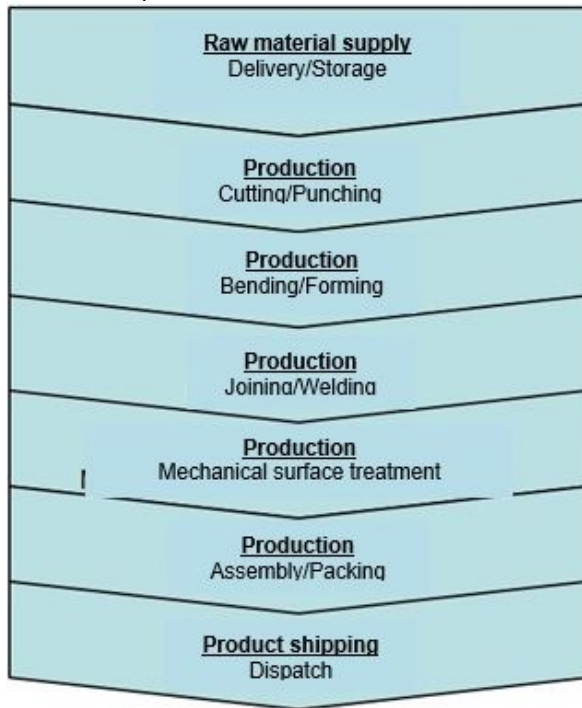 Raw material supply
Delivery/Storage
Production
Cutting/Punching
Production
Bending/Forming
Production
Joining/Welding
Production
Mechanical surface treatment
Production
Assembly/Packing
Product shipping
Dispatch